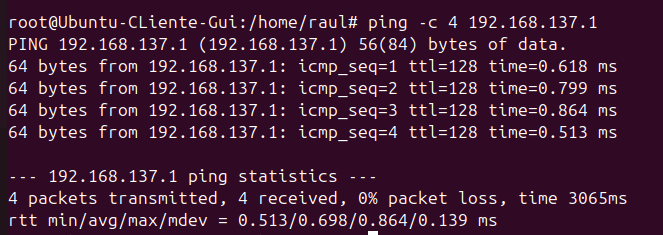 root@Ubuntu-CLiente-Gui:/home/raul# ping -c 4 192.168.137.1
PING 192.168.137.1 (192.168.137.1) 56(84) bytes of data.
64 bytes from 192.168.137.1: icmp_seq=1 ttl=128 time=0.618 ms
64 bytes from 192.168.137.1: icmp_seq=2 ttl=128 time=0.799 ms
64 bytes from 192.168.137.1: icmp_seq=3 ttl=128 time=0.864 ms
64 bytes from 192.168.137.1: icmp_seq=4 ttl=128 time=0.513 ms

--- 192.168.137.1 ping statistics ---
4 packets transmitted, 4 received, 0% packet loss, time 3065ms
rtt min/avg/max/mdev = 0.513/0.698/0.864/0.139 ms